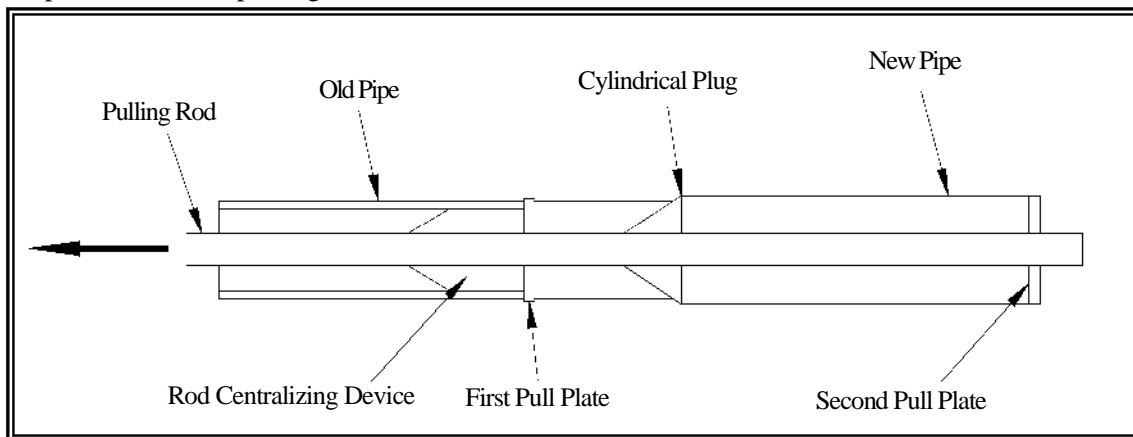 New Pipe
Cylindrical Plug
Old Pipe
Pulling Rod
Rod Centralizing Device
First Pull Plate
Second Pull Plate